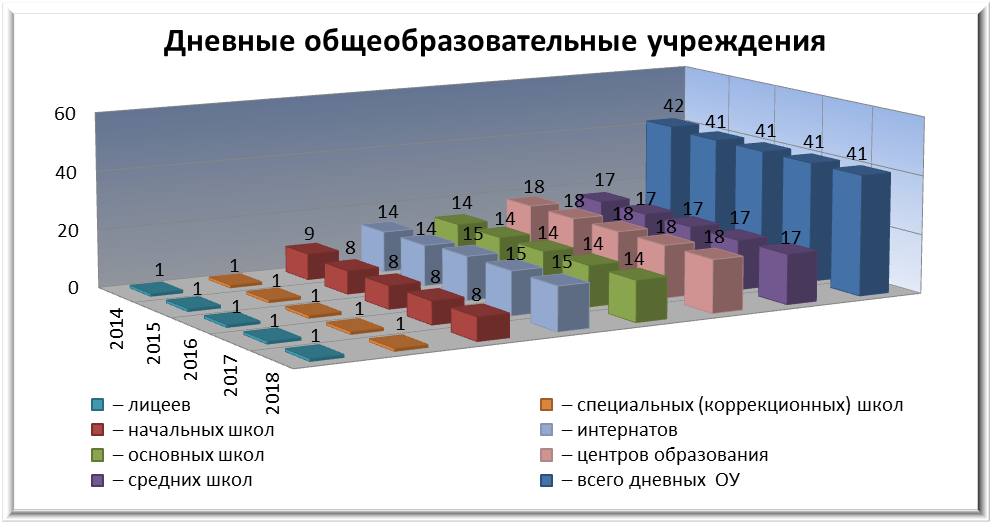 Дневные общеобразовательные учреждения
60
40
20
0
42 41 41 41 41
17 17 17 17 17
18 18 18 18 18
14 14 14 14 14
14 14 15 15 15
9 8 8 8 8
1 1 1 1 1
1 1 1 1 1
2014 2015 2016 2017 2018
– лицеев
– специальных (коррекционных) школ
– начальных школ
– интернатов
– основных школ
– центров образования
– средних школ
– всего дневных ОУ